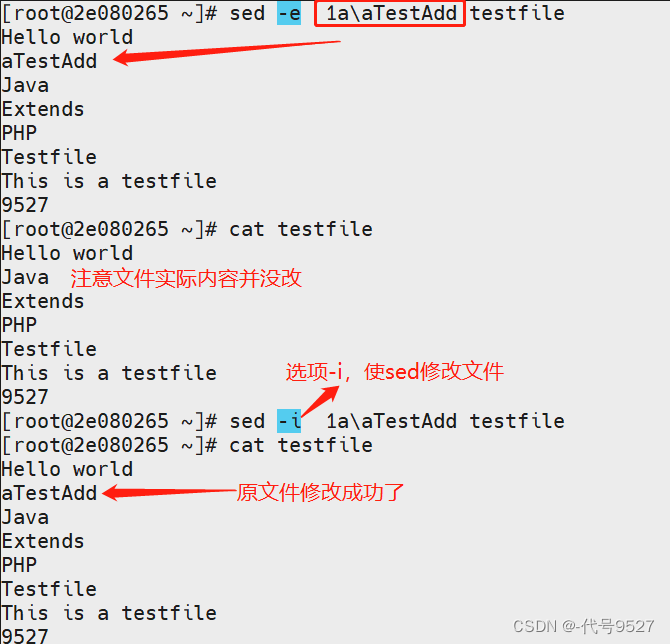 [root@2e080265 ~]# sed -e 1a\aTestAdd testfile
Hello world
aTestAdd
Java
Extends
PHP
Testfile
This is a testfile
9527
[root@2e080265 ~]# cat testfile
Hello world
Java 注意文件实际内容并没改
Extends
PHP
Testfile
This is a testfile 选项-i，使sed修改文件
9527
[root@2e080265 ~]# sed -i 1a\aTestAdd testfile
[root@2e080265 ~]# cat testfile
Hello world
aTestAdd 原文件修改成功了
Java
Extends
PHP
Testfile
This is a testfile
9527
CSDN @-代号9527